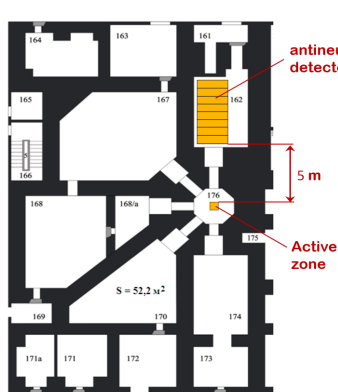 164
163
161
antineu
detecto
165
167
162
5
166
5 m
176
168
168/a
175
Active
zone
S = 52,2 м²
169
170
174
171a
171
172
173